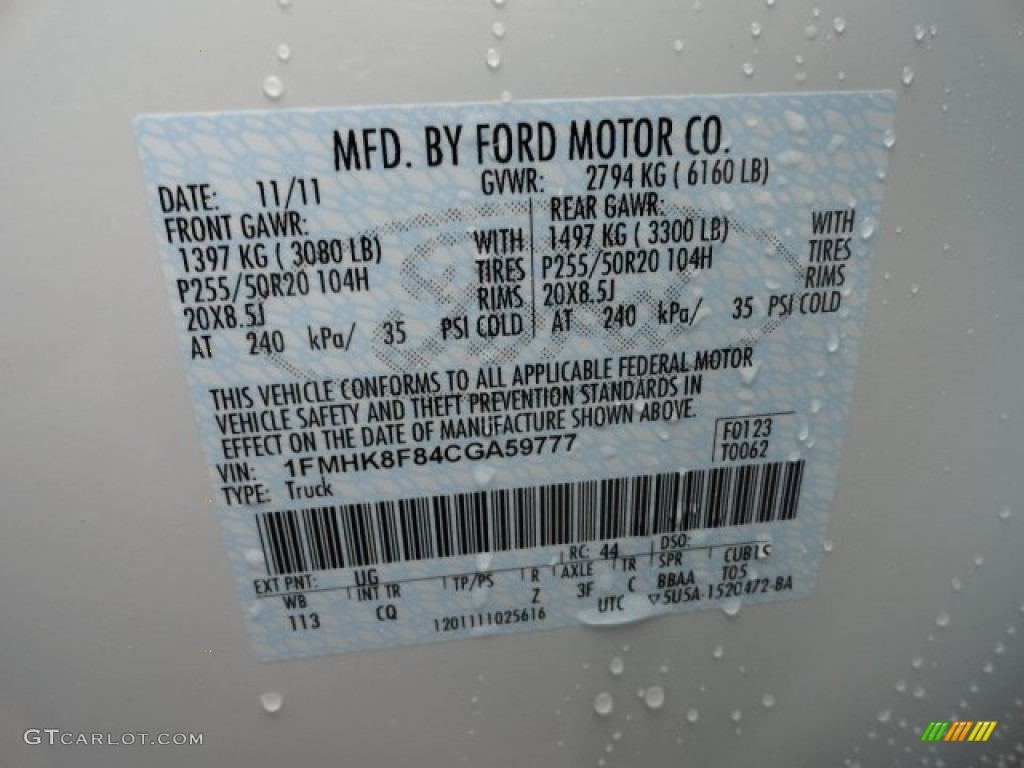 MFD. BY FORD MOTOR CO.
DATE: 11/11 GVWR: 2794 KG ( 6160 LB)
FRONT GAWR: REAR GAWR:
1397 KG ( 3080 LB) WITH 1497 KG ( 3300 LB) WITH
P255/50R20 104H TIRES P255/50R20 104H TIRES
20X8.5J RIMS 20X8.5J RIMS
AT 240 kPa/ 35 PSI COLD AT 240 kPa/ 35 PSI COLD
THIS VEHICLE CONFORMS TO ALL APPLICABLE FEDERAL MOTOR
VEHICLE SAFETY AND THEFT PREVENTION STANDARDS IN
EFFECT ON THE DATE OF MANUFACTURE SHOWN ABOVE.
VIN: 1FMHK8F84CGA59777 F0123
TYPE: Truck T0062
RC: 44 DSO:
EXT PNT: UG
WB INT TR TP/PS R AXLE TR SPR CUBLS
113 CQ Z 3F C BBAA T05
1201111025616 UTC ▽5U5A-1520472-BA
GTCARLOT.COM